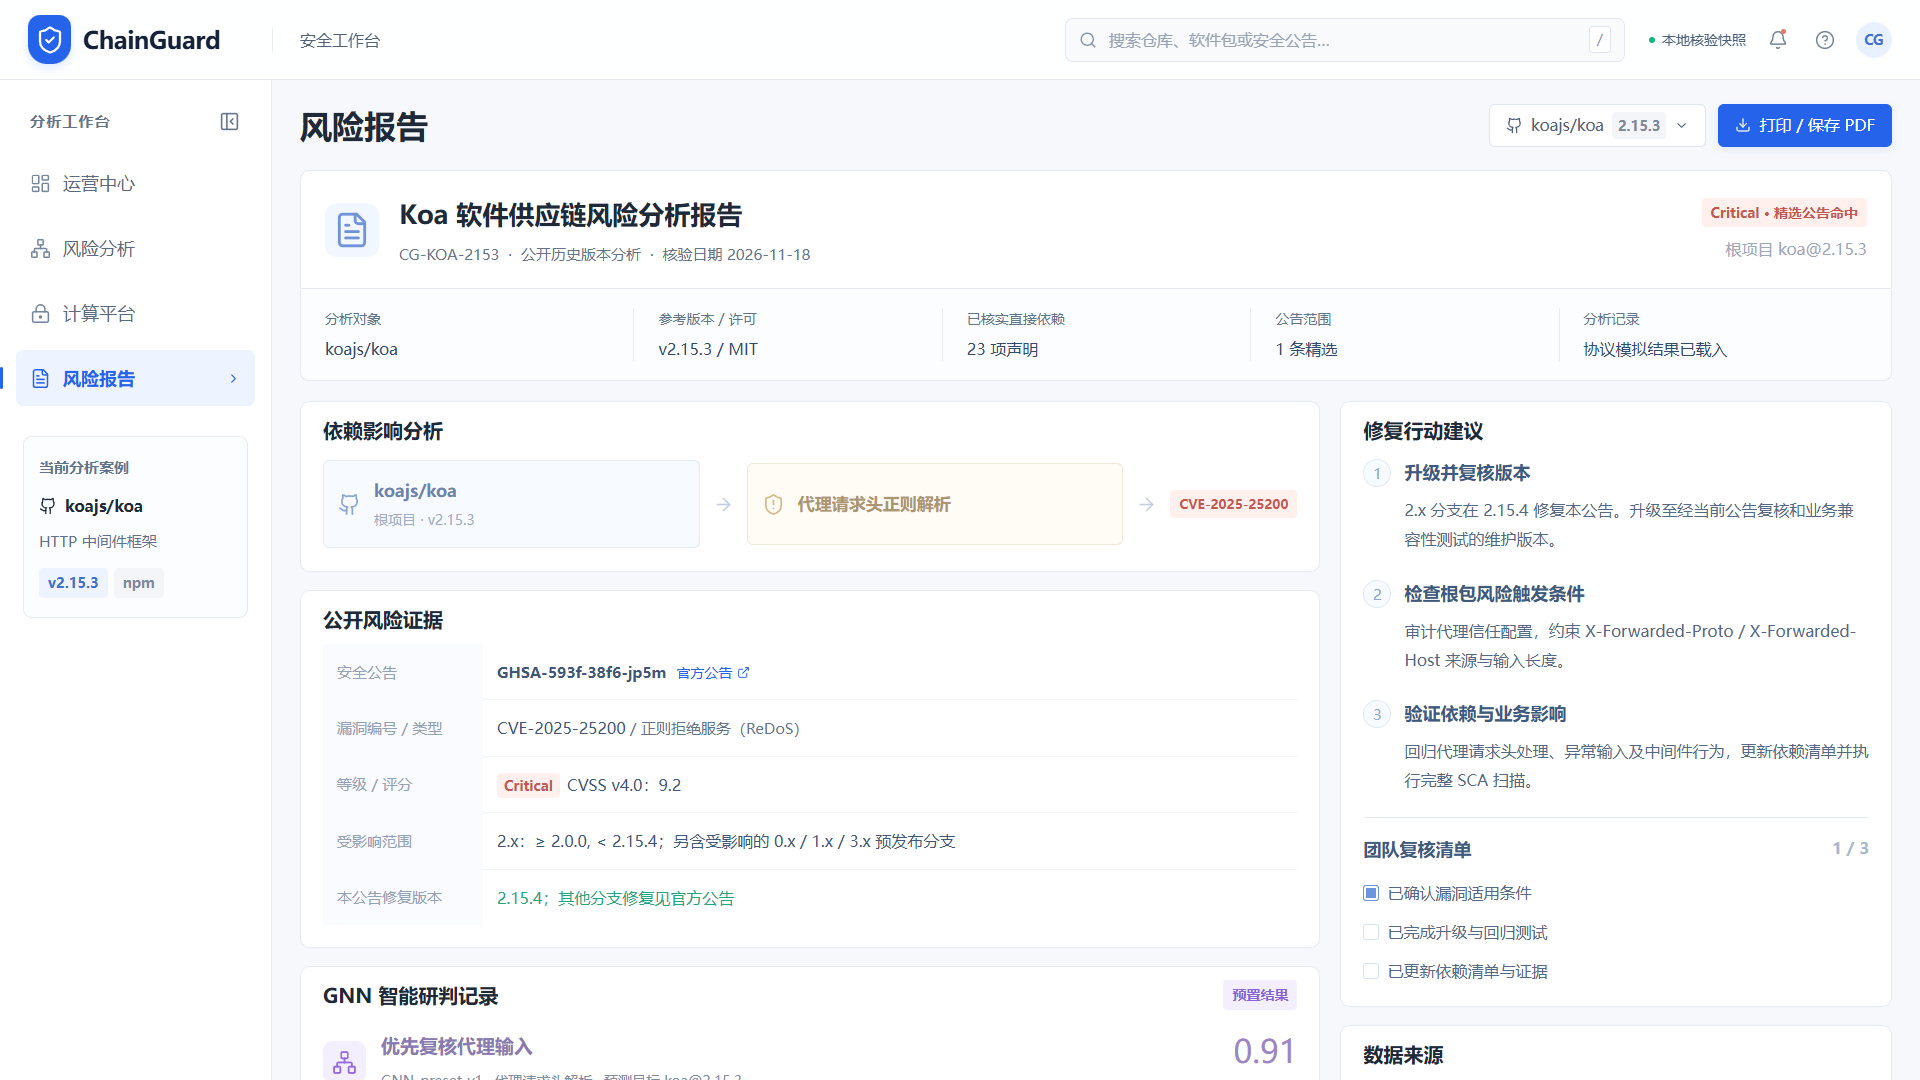 ChainGuard
安全工作台
搜索仓库、软件包或安全公告...
/
本地核验快照
CG
分析工作台
运营中心
风险分析
计算平台
风险报告
当前分析案例
koajs/koa
HTTP 中间件框架
v2.15.3
npm
风险报告
koajs/koa 2.15.3
打印 / 保存 PDF
Koa 软件供应链风险分析报告
CG-KOA-2153 · 公开历史版本分析 · 核验日期 2026-11-18
Critical • 精选公告命中
根项目 koa@2.15.3
分析对象
koajs/koa
参考版本 / 许可
v2.15.3 / MIT
已核实直接依赖
23 项声明
公告范围
1 条精选
分析记录
协议模拟结果已载入
依赖影响分析
koajs/koa
根项目 · v2.15.3
代理请求头正则解析
CVE-2025-25200
公开风险证据
安全公告
GHSA-593f-38f6-jp5m 官方公告
漏洞编号 / 类型
CVE-2025-25200 / 正则拒绝服务（ReDoS）
等级 / 评分
Critical CVSS v4.0：9.2
受影响范围
2.x：≥ 2.0.0, < 2.15.4；另含受影响的 0.x / 1.x / 3.x 预发布分支
本公告修复版本
2.15.4；其他分支修复见官方公告
GNN 智能研判记录
预置结果
优先复核代理输入
0.91
GNN-preset-v1 · 代理请求头解析 · 预测目标 koa@2.15.3
修复行动建议
1
升级并复核版本
2.x 分支在 2.15.4 修复本公告。升级至经当前公告复核和业务兼
容性测试的维护版本。
2
检查根包风险触发条件
审计代理信任配置，约束 X-Forwarded-Proto / X-Forwarded-
Host 来源与输入长度。
3
验证依赖与业务影响
回归代理请求头处理、异常输入及中间件行为，更新依赖清单并执
行完整 SCA 扫描。
团队复核清单
1 / 3
已确认漏洞适用条件
已完成升级与回归测试
已更新依赖清单与证据
数据来源